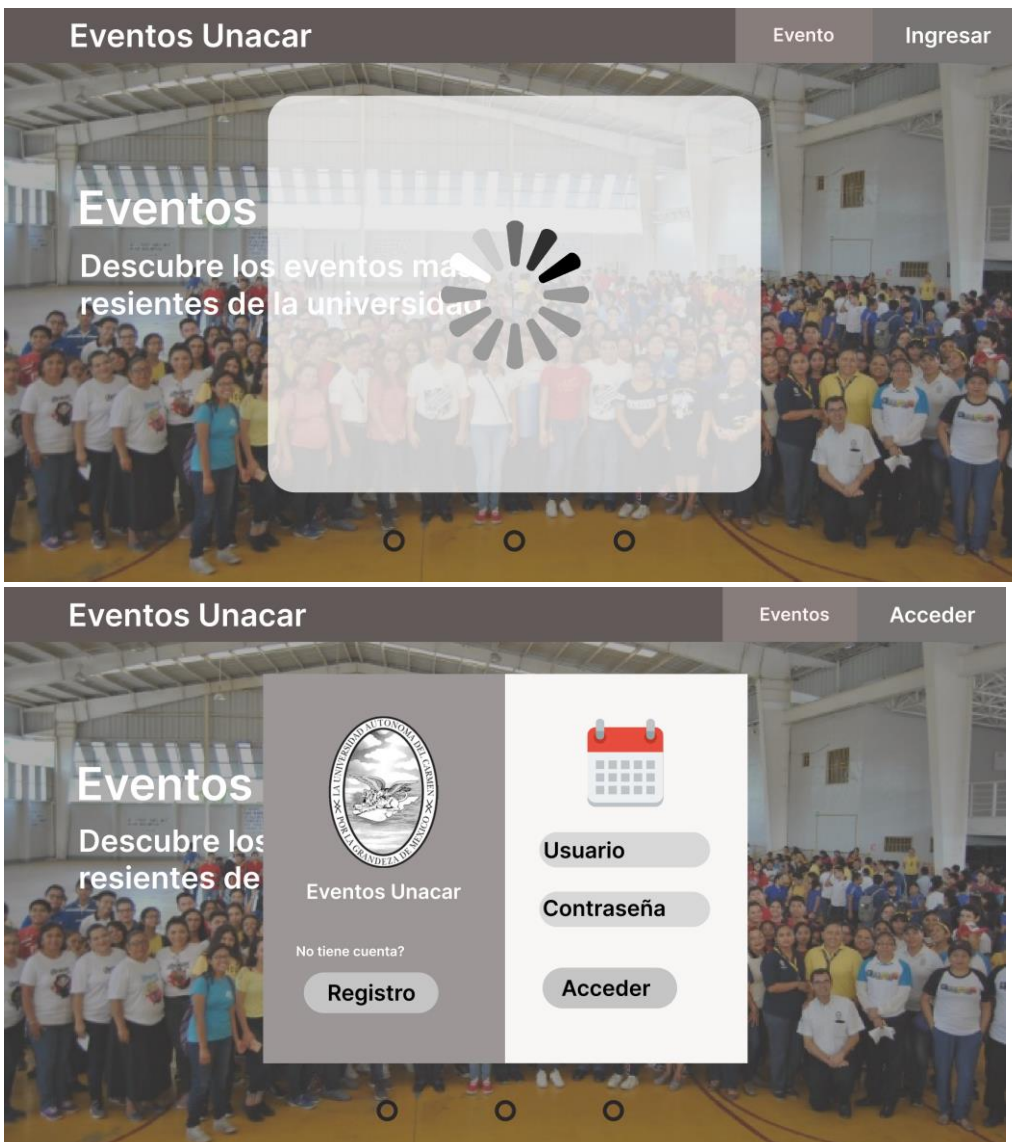 Eventos Unacar
Evento
Ingresar
Eventos
Descubre los eventos mas
resientes de la universidad
Eventos Unacar
Eventos
Acceder
Eventos
Descubre los
resientes de
LA UNIVERSIDAD AUTONOMA DEL CARMEN
POR LA GRANDEZA DE MEXICO
Eventos Unacar
No tiene cuenta?
Registro
Usuario
Contraseña
Acceder